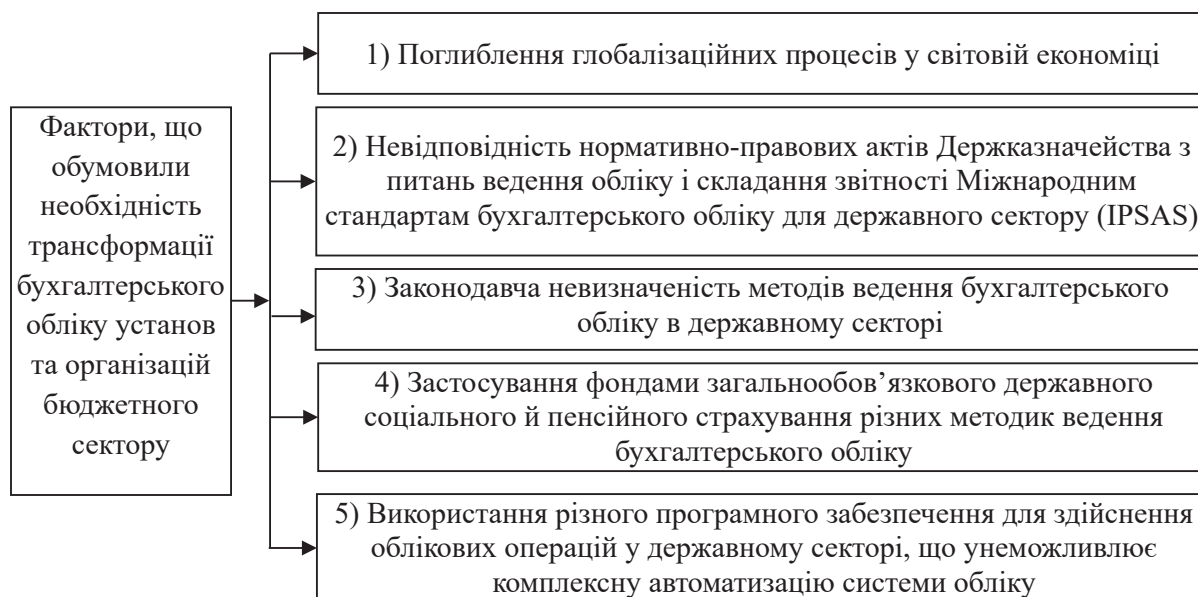 Фактори, що
обумовили
необхідність
трансформації
бухгалтерського
обліку установ
та організацій
бюджетного
сектору
1) Поглиблення глобалізаційних процесів у світовій економіці
2) Невідповідність нормативно-правових актів Держказначейства з
питань ведення обліку і складання звітності Міжнародним
стандартам бухгалтерського обліку для державного сектору (IPSAS)
3) Законодавча невизначеність методів ведення бухгалтерського
обліку в державному секторі
4) Застосування фондами загальнообов’язкового державного
соціального й пенсійного страхування різних методик ведення
бухгалтерського обліку
5) Використання різного програмного забезпечення для здійснення
облікових операцій у державному секторі, що унеможливлює
комплексну автоматизацію системи обліку